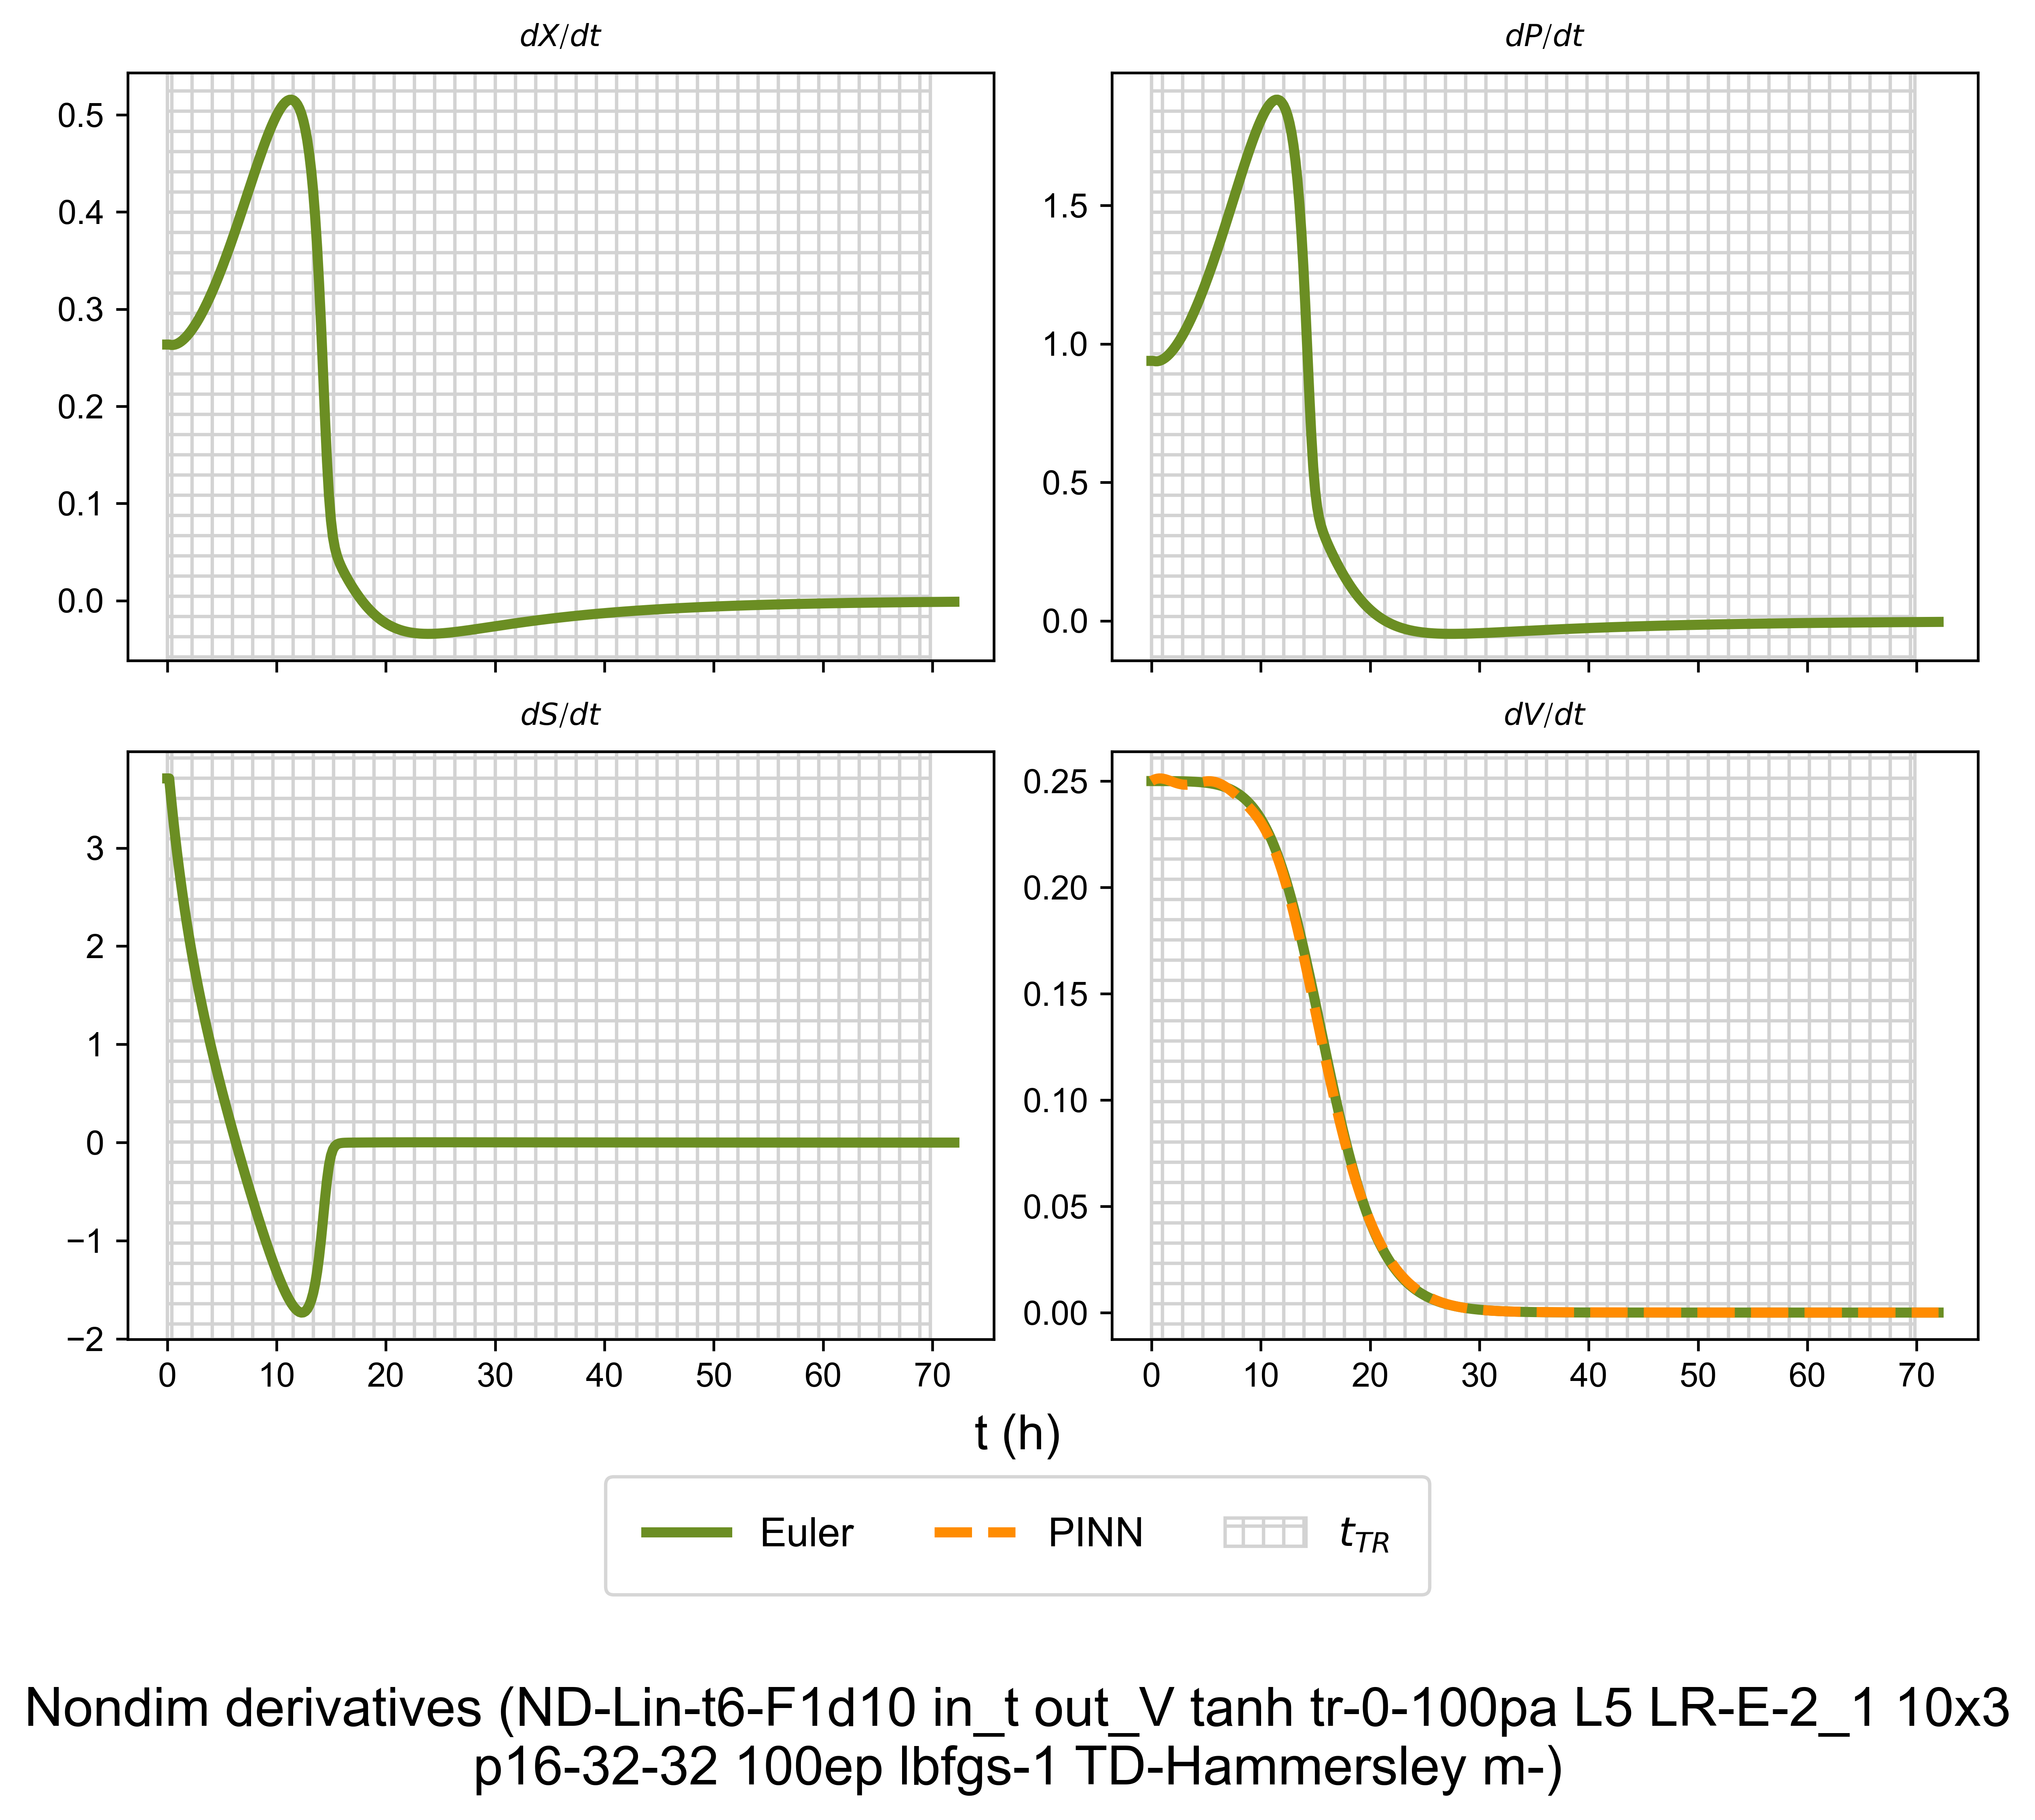 dX/dt
dP/dt
0.5
0.4
0.3
0.2
0.1
0.0
1.5
1.0
0.5
0.0
dS/dt
dV/dt
3
2
1
0
−1
−2
0 10 20 30 40 50 60 70
0.25
0.20
0.15
0.10
0.05
0.00
0 10 20 30 40 50 60 70
t (h)
Euler PINN t_TR
Nondim derivatives (ND-Lin-t6-F1d10 in_t out_V tanh tr-0-100pa L5 LR-E-2_1 10x3
p16-32-32 100ep lbfgs-1 TD-Hammersley m-)